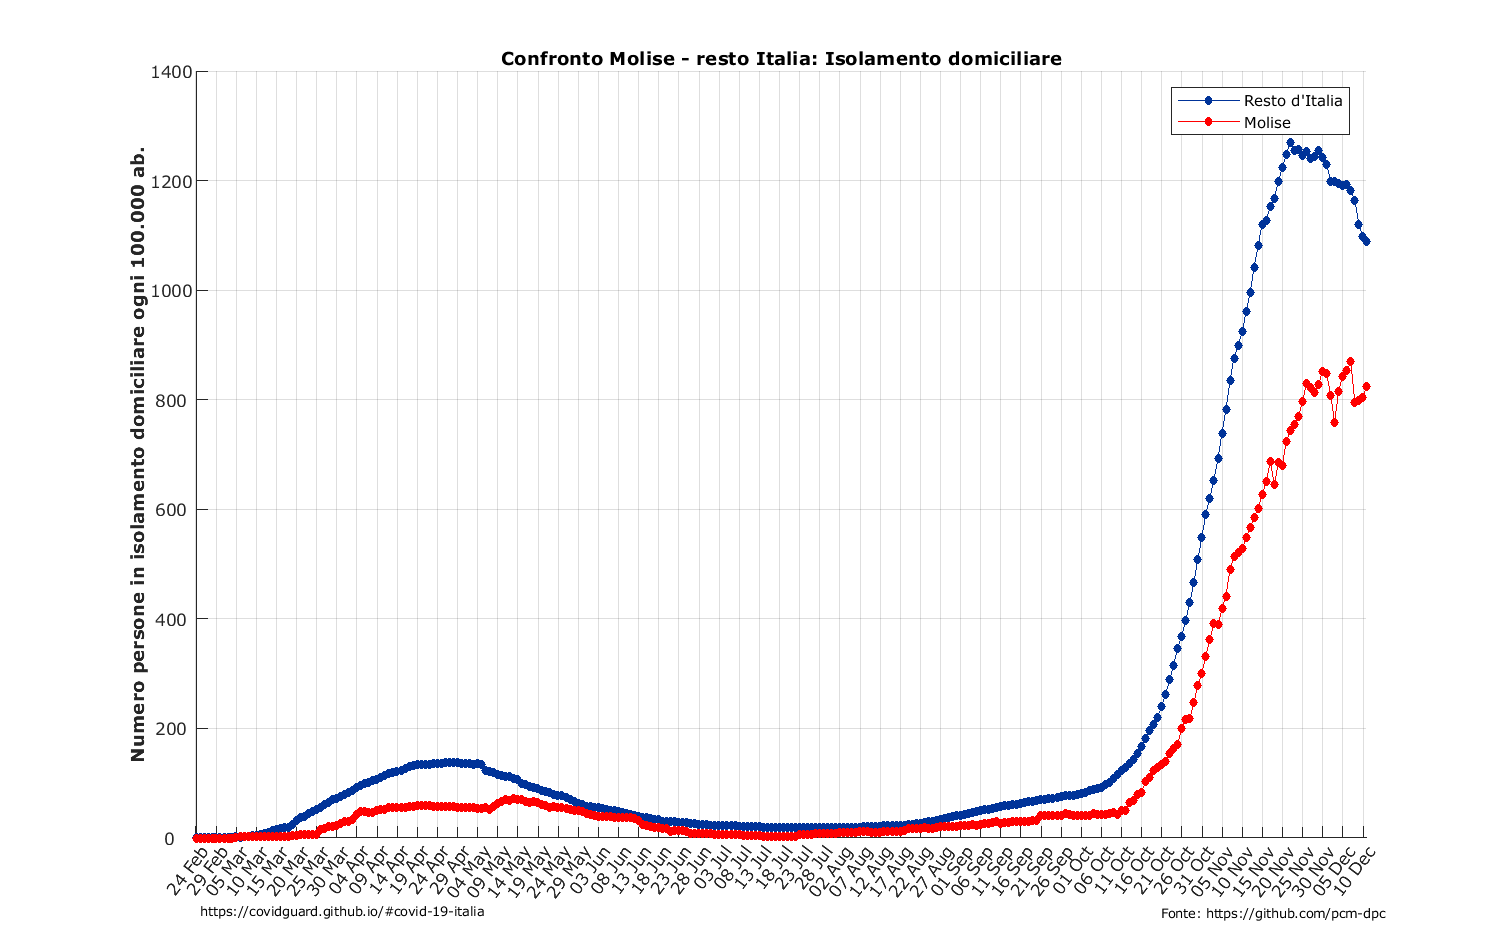 Confronto Molise - resto Italia: Isolamento domiciliare
Numero persone in isolamento domiciliare ogni 100.000 ab.
1400
1200
1000
800
600
400
200
0
Resto d'Italia
Molise
24 Feb
29 Feb
05 Mar
10 Mar
15 Mar
20 Mar
25 Mar
30 Mar
04 Apr
09 Apr
14 Apr
19 Apr
24 Apr
29 Apr
04 May
09 May
14 May
19 May
24 May
29 May
03 Jun
08 Jun
13 Jun
18 Jun
23 Jun
28 Jun
03 Jul
08 Jul
13 Jul
18 Jul
23 Jul
28 Jul
02 Aug
07 Aug
12 Aug
17 Aug
22 Aug
27 Aug
01 Sep
06 Sep
11 Sep
16 Sep
21 Sep
26 Sep
01 Oct
06 Oct
11 Oct
16 Oct
21 Oct
26 Oct
31 Oct
05 Nov
10 Nov
15 Nov
20 Nov
25 Nov
30 Nov
05 Dec
10 Dec
https://covidguard.github.io/#covid-19-italia
Fonte: https://github.com/pcm-dpc